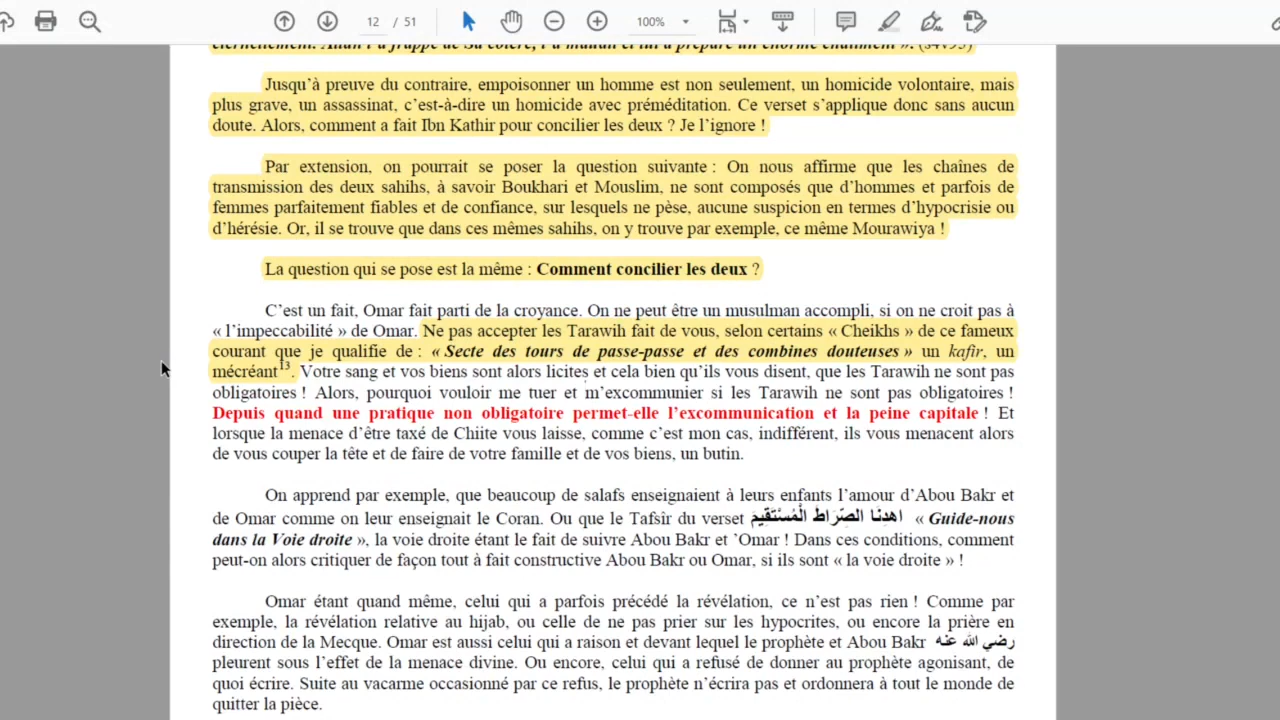 12 / 51
100%
éternellement. Allah l'a frappé de Sa colère, l'a maudit et lui a préparé un énorme châtiment ». (s4v93)
Jusqu'à preuve du contraire, empoisonner un homme est non seulement, un homicide volontaire, mais
plus grave, un assassinat, c'est-à-dire un homicide avec préméditation. Ce verset s'applique donc sans aucun
doute. Alors, comment a fait Ibn Kathir pour concilier les deux ? Je l'ignore !
Par extension, on pourrait se poser la question suivante : On nous affirme que les chaînes de
transmission des deux sahihs, à savoir Boukhari et Mouslim, ne sont composés que d'hommes et parfois de
femmes parfaitement fiables et de confiance, sur lesquels ne pèse, aucune suspicion en termes d'hypocrisie ou
d'hérésie. Or, il se trouve que dans ces mêmes sahihs, on y trouve par exemple, ce même Mourawiya !
La question qui se pose est la même : Comment concilier les deux ?
C'est un fait, Omar fait parti de la croyance. On ne peut être un musulman accompli, si on ne croit pas à
« l'impeccabilité » de Omar. Ne pas accepter les Tarawih fait de vous, selon certains « Cheikhs » de ce fameux
courant que je qualifie de : « Secte des tours de passe-passe et des combines douteuses » un kafir, un
mécréant13. Votre sang et vos biens sont alors licites et cela bien qu'ils vous disent, que les Tarawih ne sont pas
obligatoires ! Alors, pourquoi vouloir me tuer et m'excommunier si les Tarawih ne sont pas obligatoires !
Depuis quand une pratique non obligatoire permet-elle l'excommunication et la peine capitale ! Et
lorsque la menace d'être taxé de Chiite vous laisse, comme c'est mon cas, indifférent, ils vous menacent alors
de vous couper la tête et de faire de votre famille et de vos biens, un butin.
On apprend par exemple, que beaucoup de salafs enseignaient à leurs enfants l'amour d'Abou Bakr et
de Omar comme on leur enseignait le Coran. Ou que le Tafsîr du verset اهْدِنَا الصِّرَاطَ الْمُسْتَقِيمَ « Guide-nous
dans la Voie droite », la voie droite étant le fait de suivre Abou Bakr et 'Omar ! Dans ces conditions, comment
peut-on alors critiquer de façon tout à fait constructive Abou Bakr ou Omar, si ils sont « la voie droite » !
Omar étant quand même, celui qui a parfois précédé la révélation, ce n'est pas rien ! Comme par
exemple, la révélation relative au hijab, ou celle de ne pas prier sur les hypocrites, ou encore la prière en
direction de la Mecque. Omar est aussi celui qui a raison et devant lequel le prophète et Abou Bakr رضي الله عنه
pleurent sous l'effet de la menace divine. Ou encore, celui qui a refusé de donner au prophète agonisant, de
quoi écrire. Suite au vacarme occasionné par ce refus, le prophète n'écrira pas et ordonnera à tout le monde de
quitter la pièce.